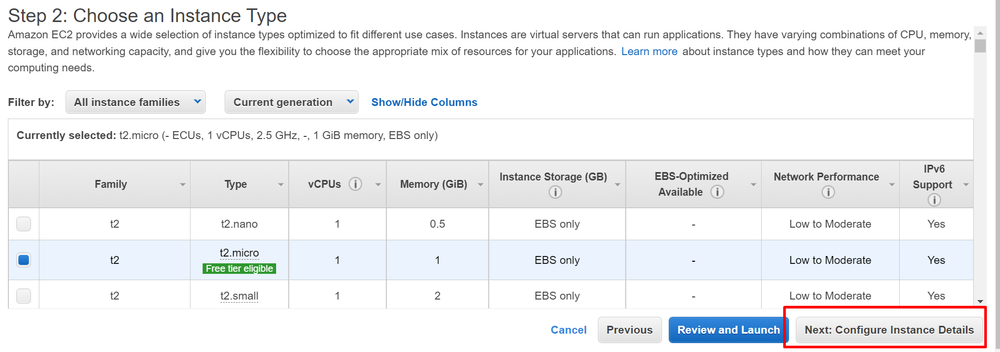 Step 2: Choose an Instance Type
Amazon EC2 provides a wide selection of instance types optimized to fit different use cases. Instances are virtual servers that can run applications. They have varying combinations of CPU, memory,
storage, and networking capacity, and give you the flexibility to choose the appropriate mix of resources for your applications. Learn more about instance types and how they can meet your
computing needs.
Filter by: All instance families Current generation Show/Hide Columns
Currently selected: t2.micro (- ECUs, 1 vCPUs, 2.5 GHz, -, 1 GiB memory, EBS only)
Family Type vCPUs i Memory (GiB) Instance Storage (GB) i EBS-Optimized Available i Network Performance i IPv6 Support i
t2 t2.nano 1 0.5 EBS only - Low to Moderate Yes
t2 t2.micro 1 1 EBS only - Low to Moderate Yes
Free tier eligible
t2 t2.small 1 2 EBS only - Low to Moderate Yes
Cancel Previous Review and Launch Next: Configure Instance Details